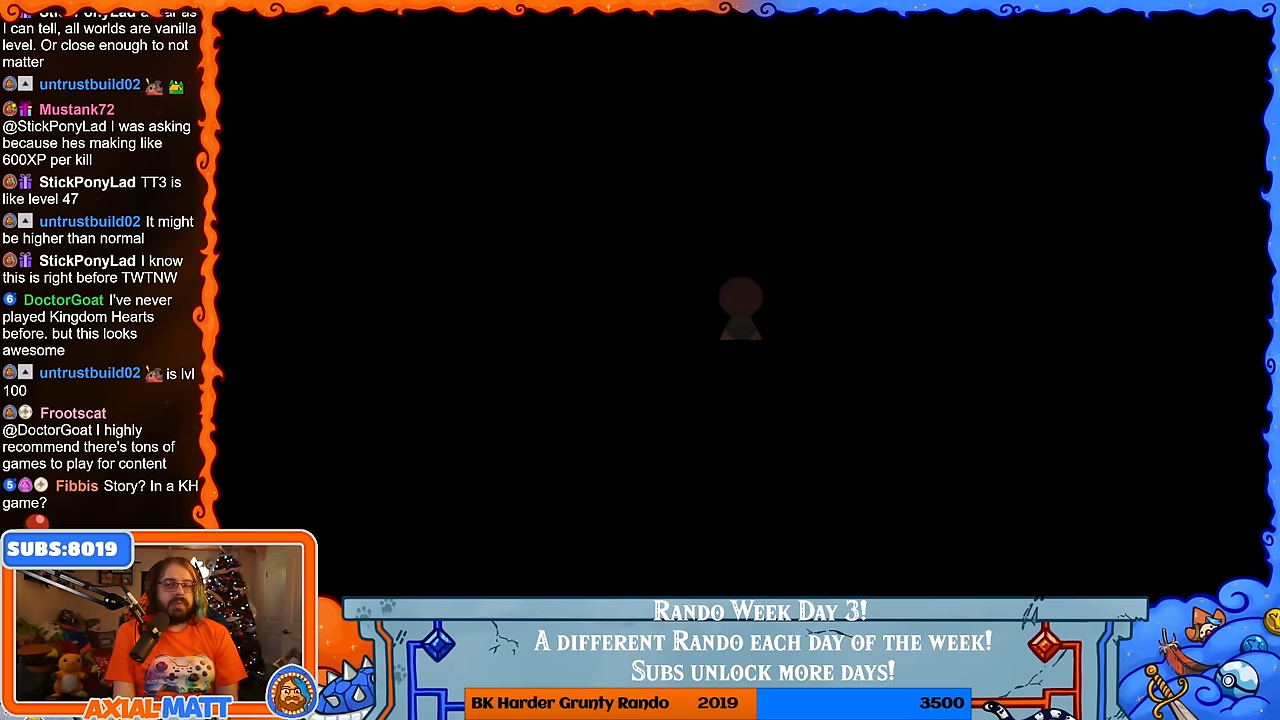 I can tell, all worlds are vanilla
level. Or close enough to not
matter
untrustbuild02
Mustank72
@StickPonyLad I was asking
because hes making like
600XP per kill
StickPonyLad TT3 is
like level 47
untrustbuild02 It might
be higher than normal
StickPonyLad I know
this is right before TWTNW
6 DoctorGoat I've never
played Kingdom Hearts
before. but this looks
awesome
untrustbuild02 is lvl
100
Frootscat
@DoctorGoat I highly
recommend there's tons of
games to play for content
5 Fibbis Story? In a KH
game?
SUBS:8019
AXIALMATT
Rando Week Day 3!
A different Rando each day of the week!
Subs unlock more days!
BK Harder Grunty Rando 2019 3500